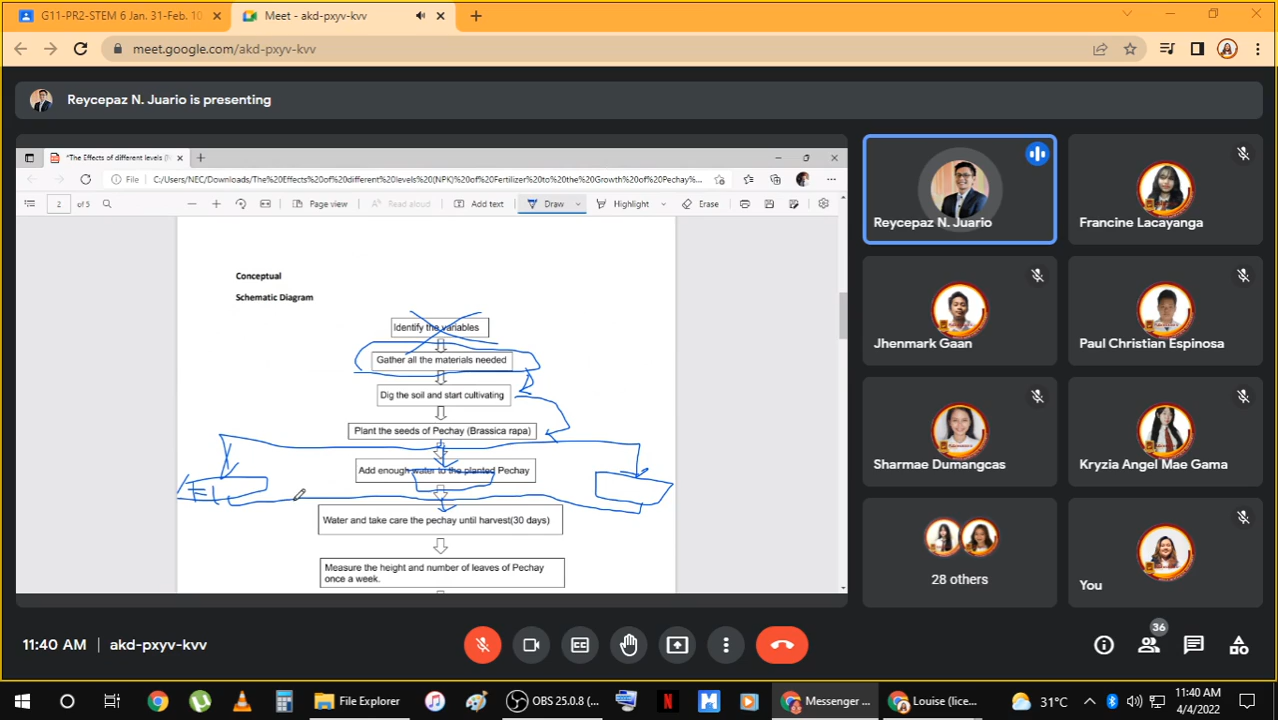 G11-PR2-STEM 6 Jan. 31-Feb. 10
Meet - akd-pxyv-kvv
meet.google.com/akd-pxyv-kvv
Reycepaz N. Juario is presenting
*The Effects of different levels (
File
C:/Users/NEC/Downloads/The%20Effects%20of%20different%20levels%20(NPK)%20of%20Fertilizer%20to%20the%20Growth%20of%20Pechay%...
2 of 5
Page view
Read aloud
Add text
Draw
Highlight
Erase
Conceptual
Schematic Diagram
Identify the variables
Gather all the materials needed
Dig the soil and start cultivating
Plant the seeds of Pechay (Brassica rapa)
Add enough water to the planted Pechay
Water and take care the pechay until harvest(30 days)
Measure the height and number of leaves of Pechay
once a week.
Reycepaz N. Juario
Francine Lacayanga
Jhenmark Gaan
Paul Christian Espinosa
Sharmae Dumangcas
Kryzia Angel Mae Gama
28 others
You
11:40 AM | akd-pxyv-kvv
36
File Explorer
OBS 25.0.8 (...
Messenger ...
Louise (lice...
31°C
11:40 AM
4/4/2022